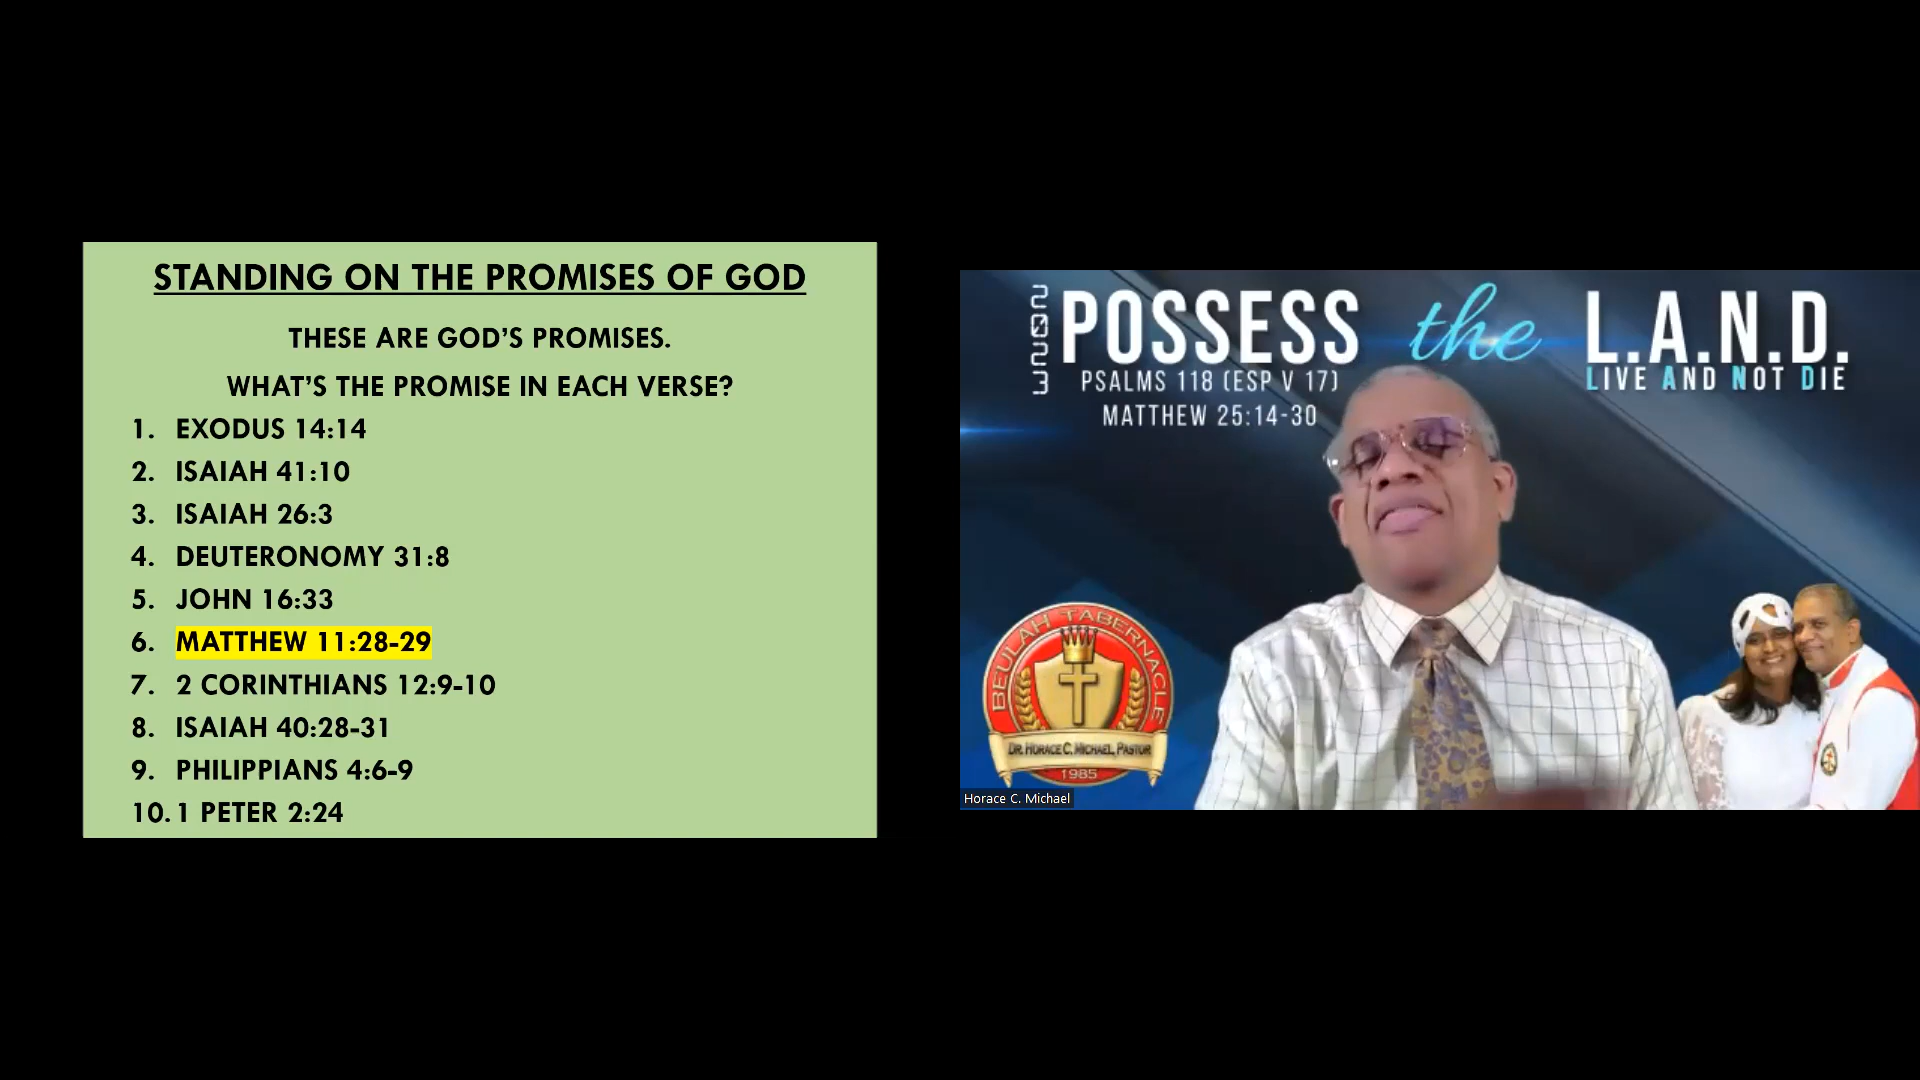 STANDING ON THE PROMISES OF GOD
THESE ARE GOD'S PROMISES.
WHAT'S THE PROMISE IN EACH VERSE?
1. EXODUS 14:14
2. ISAIAH 41:10
3. ISAIAH 26:3
4. DEUTERONOMY 31:8
5. JOHN 16:33
6. MATTHEW 11:28-29
7. 2 CORINTHIANS 12:9-10
8. ISAIAH 40:28-31
9. PHILIPPIANS 4:6-9
10. 1 PETER 2:24
POSSESS the L.A.N.D.
LIVE AND NOT DIE
PSALMS 118 (ESP V 17)
MATTHEW 25:14-30
BEULAH TABERNACLE
DR. HORACE C. MICHAEL, PASTOR
1985
Horace C. Michael